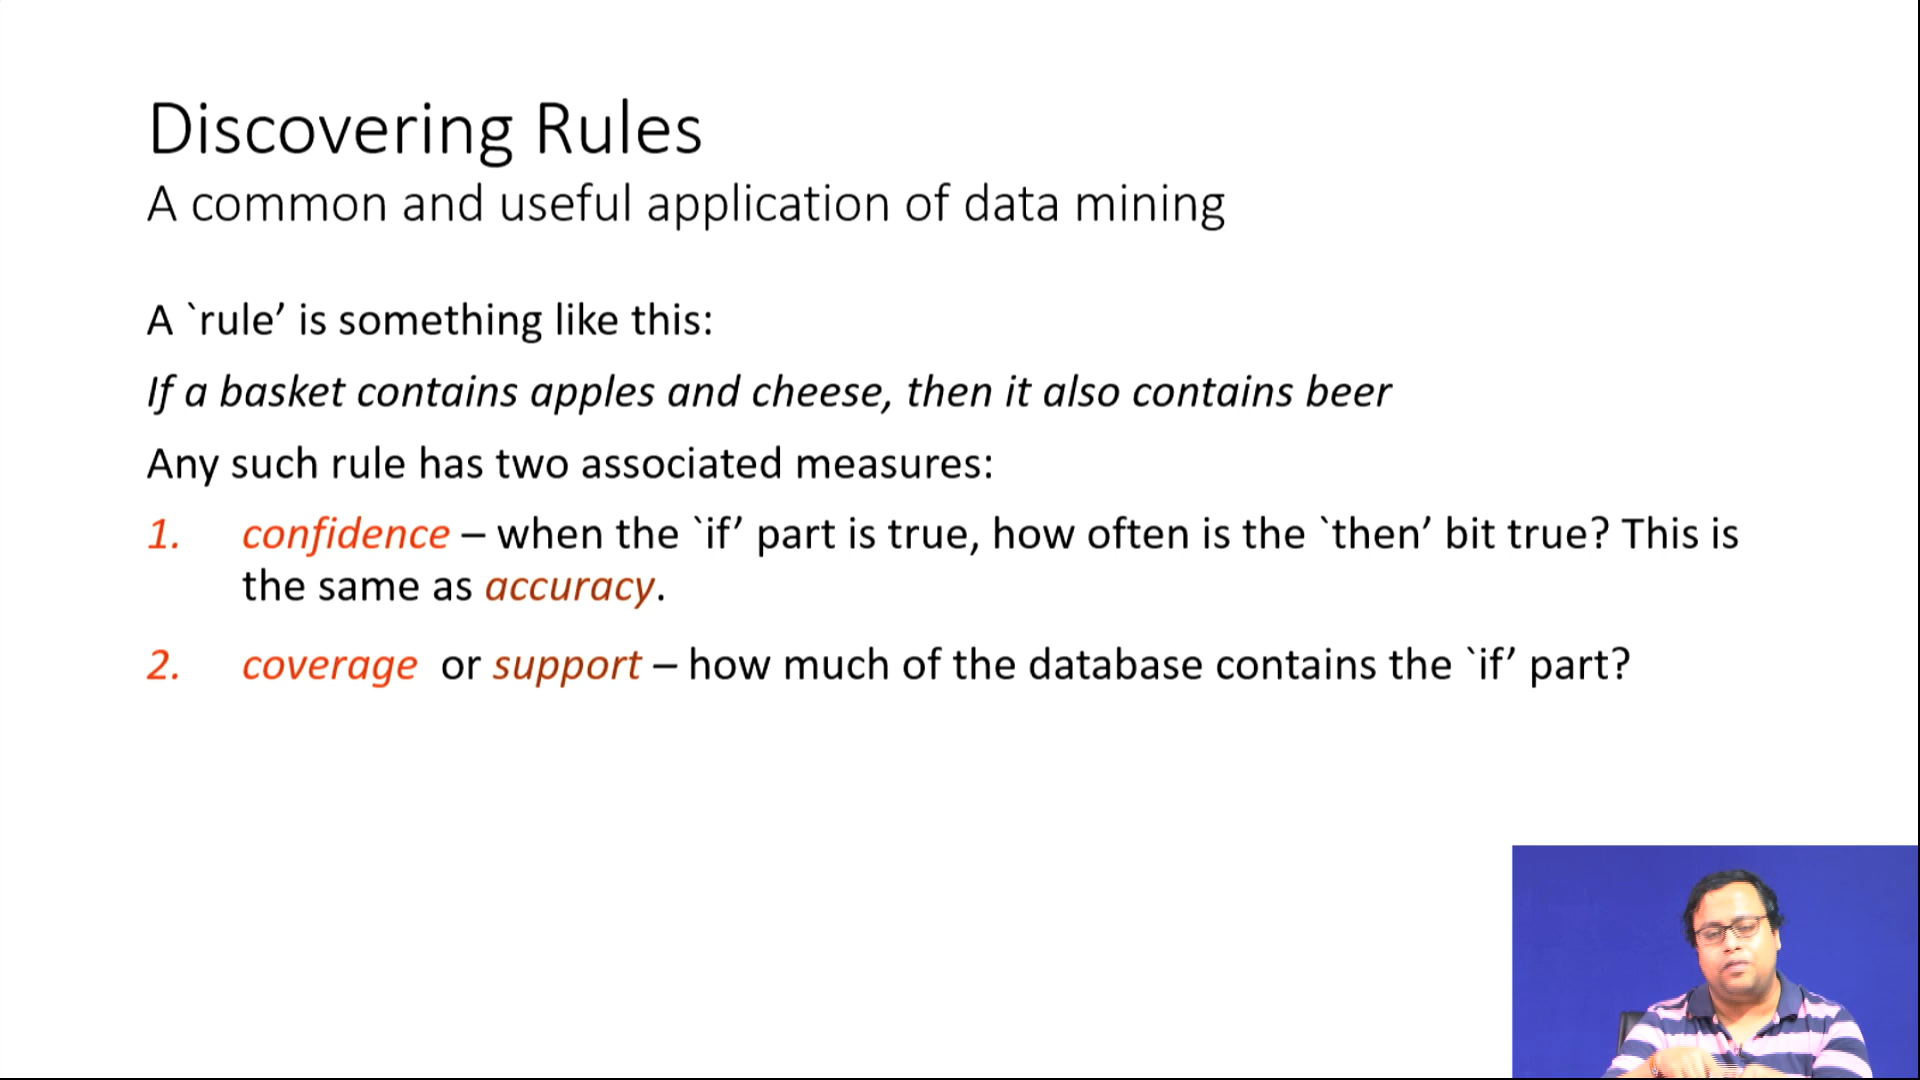 Discovering Rules
A common and useful application of data mining
A `rule’ is something like this:
If a basket contains apples and cheese, then it also contains beer
Any such rule has two associated measures:
1. confidence – when the `if’ part is true, how often is the `then’ bit true? This is
the same as accuracy.
2. coverage or support – how much of the database contains the `if’ part?